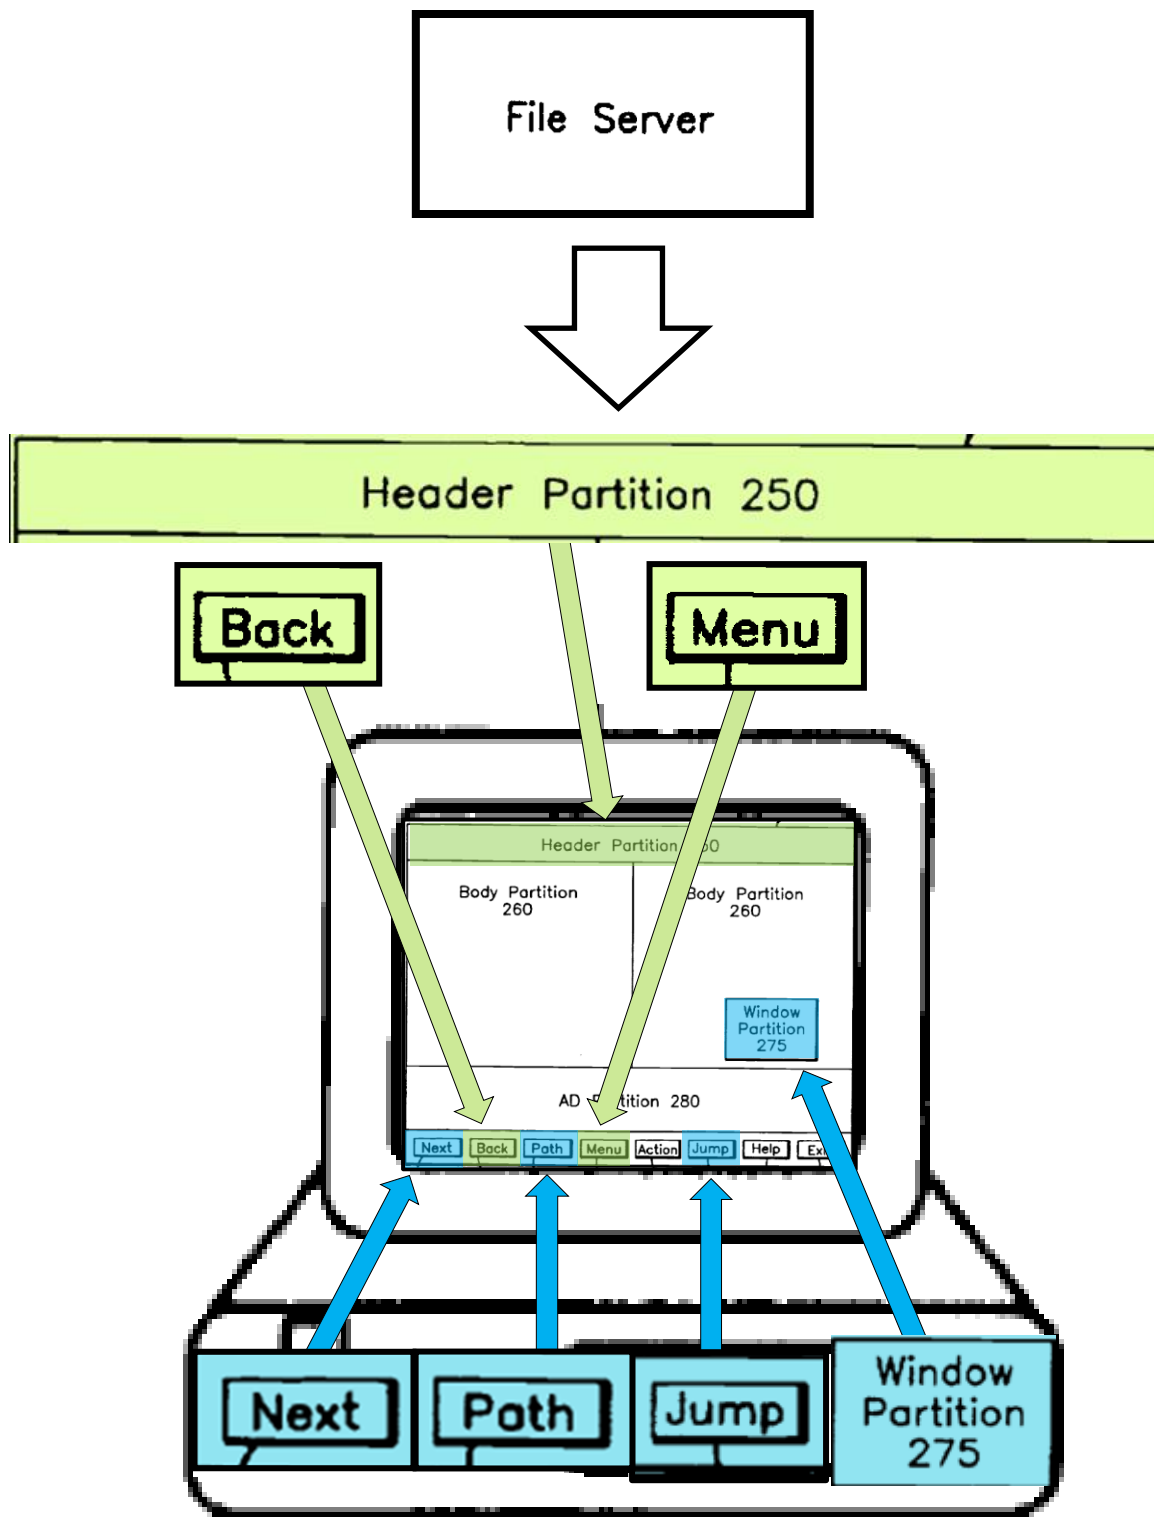 File Server
Header Partition 250
Back
Menu
Header Partition
Body Partition
260
Body Partition
260
Window
Partition
275
AD
280
Next
Back
Path
Menu
Action
Jump
Help
Next
Path
Jump
Window
Partition
275